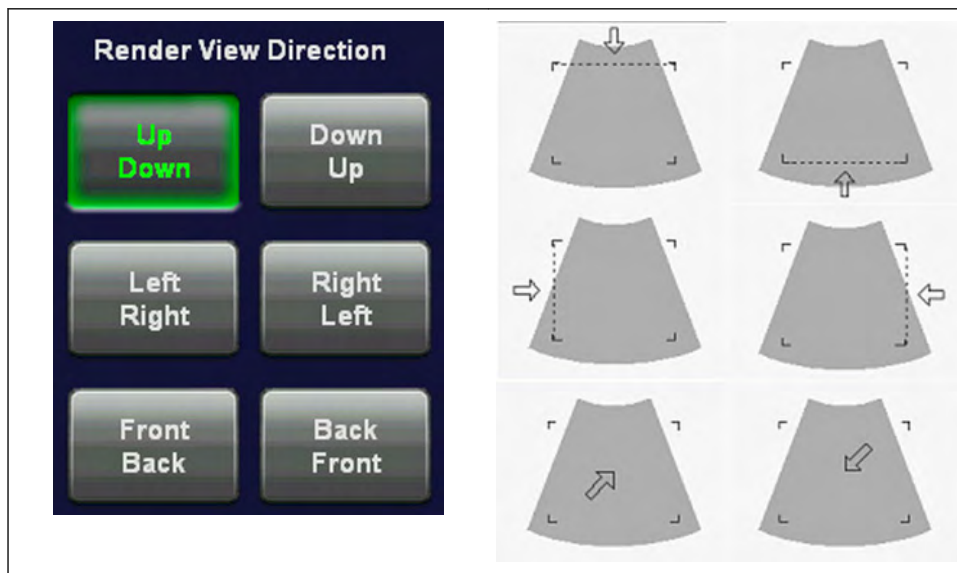 Render View Direction
Up
Down
Down
Up
Left
Right
Right
Left
Front
Back
Back
Front